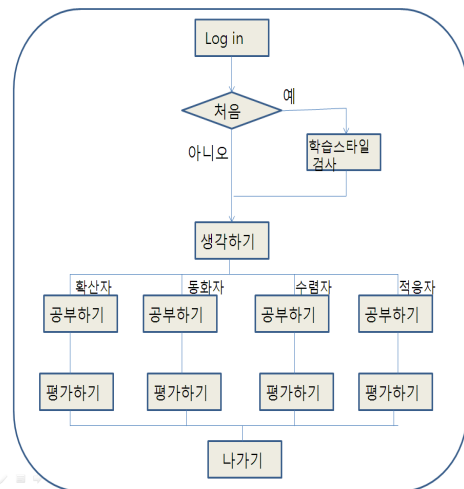 Log in
처음
예
아니오
학습스타일
검사
생각하기
확산자
동화자
수렴자
적응자
공부하기
공부하기
공부하기
공부하기
평가하기
평가하기
평가하기
평가하기
나가기